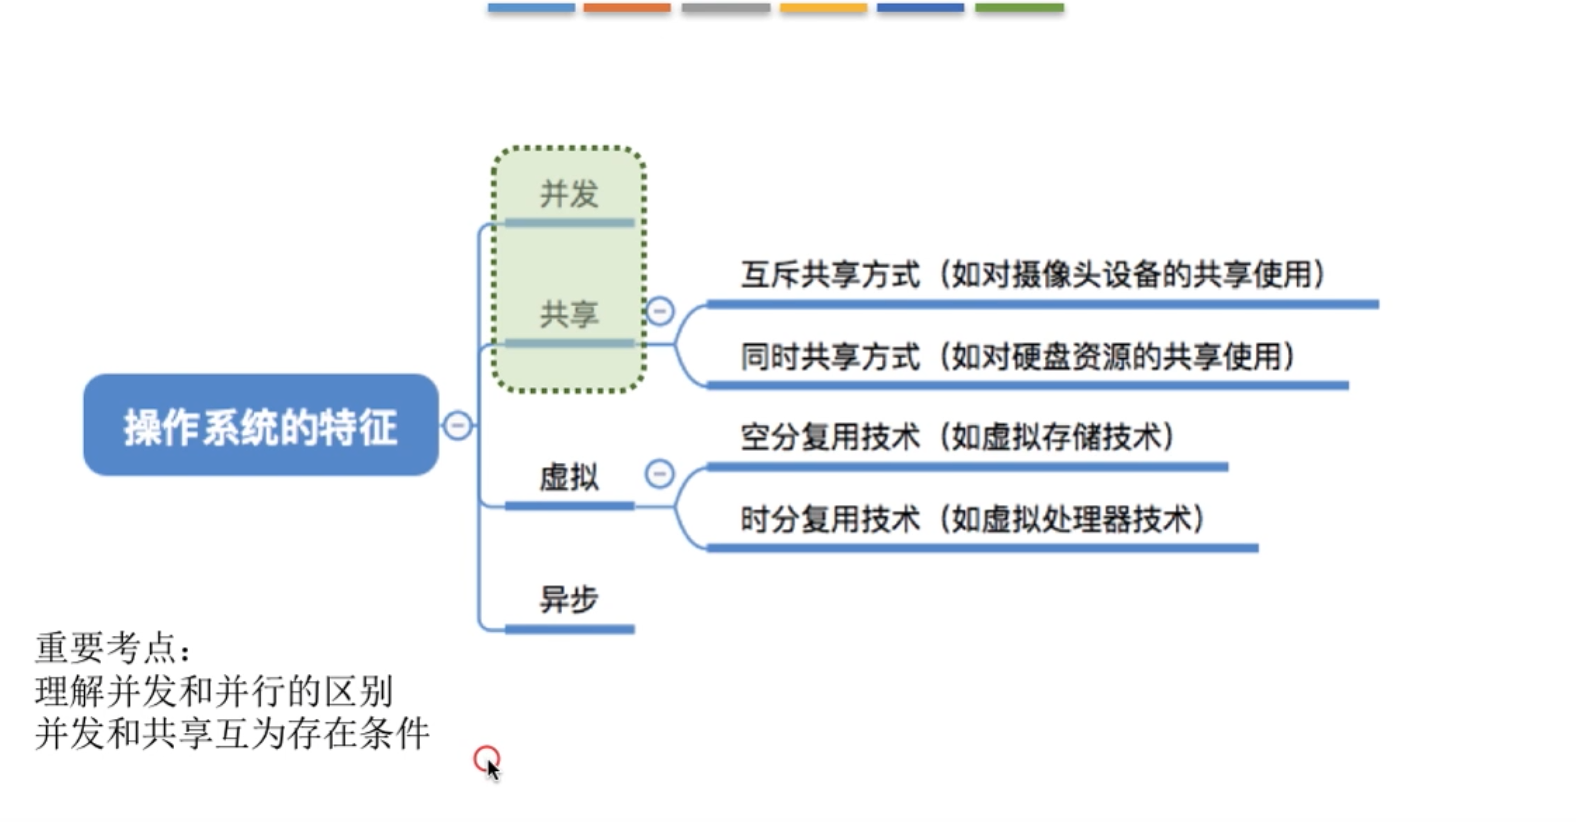 并发
共享
互斥共享方式（如对摄像头设备的共享使用）
同时共享方式（如对硬盘资源的共享使用）
操作系统的特征
虚拟
空分复用技术（如虚拟存储技术）
时分复用技术（如虚拟处理器技术）
异步
重要考点：
理解并发和并行的区别
并发和共享互为存在条件